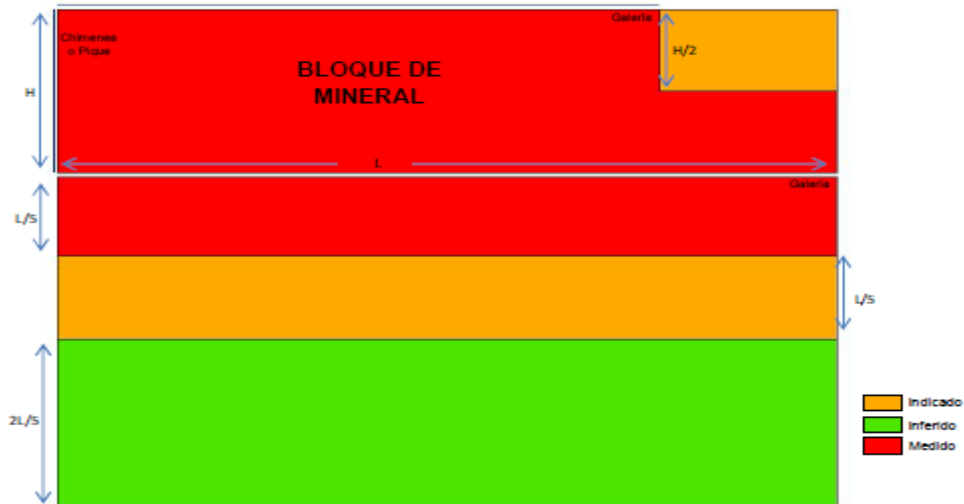 Galería
Chimenea
o Pique
H/2
BLOQUE DE
MINERAL
H
L
Galería
L/5
L/5
2L/5
Indicado
Inferido
Medido